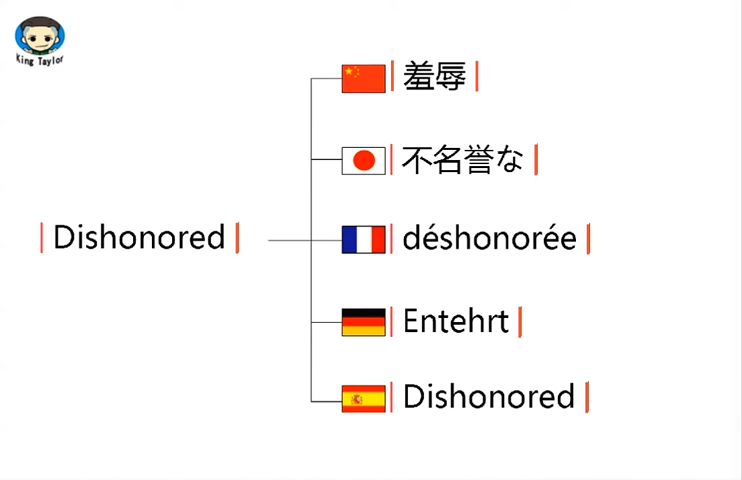 King Taylor
羞辱
不名誉な
déshonorée
Dishonored
Entehrt
Dishonored